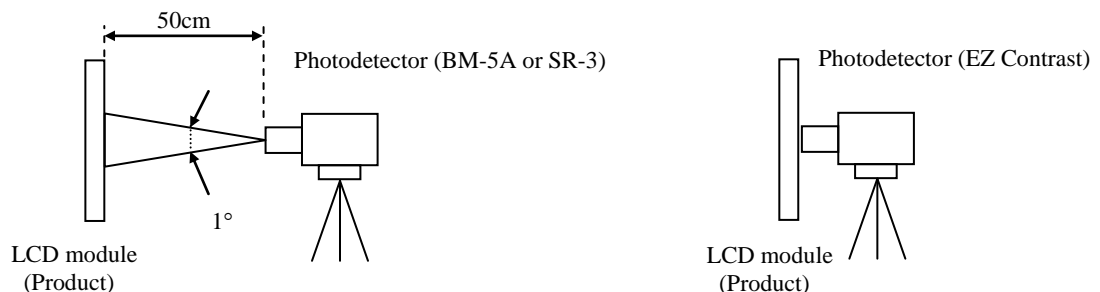 50cm
Photodetector (BM-5A or SR-3)
1°
LCD module
(Product)
Photodetector (EZ Contrast)
LCD module
(Product)